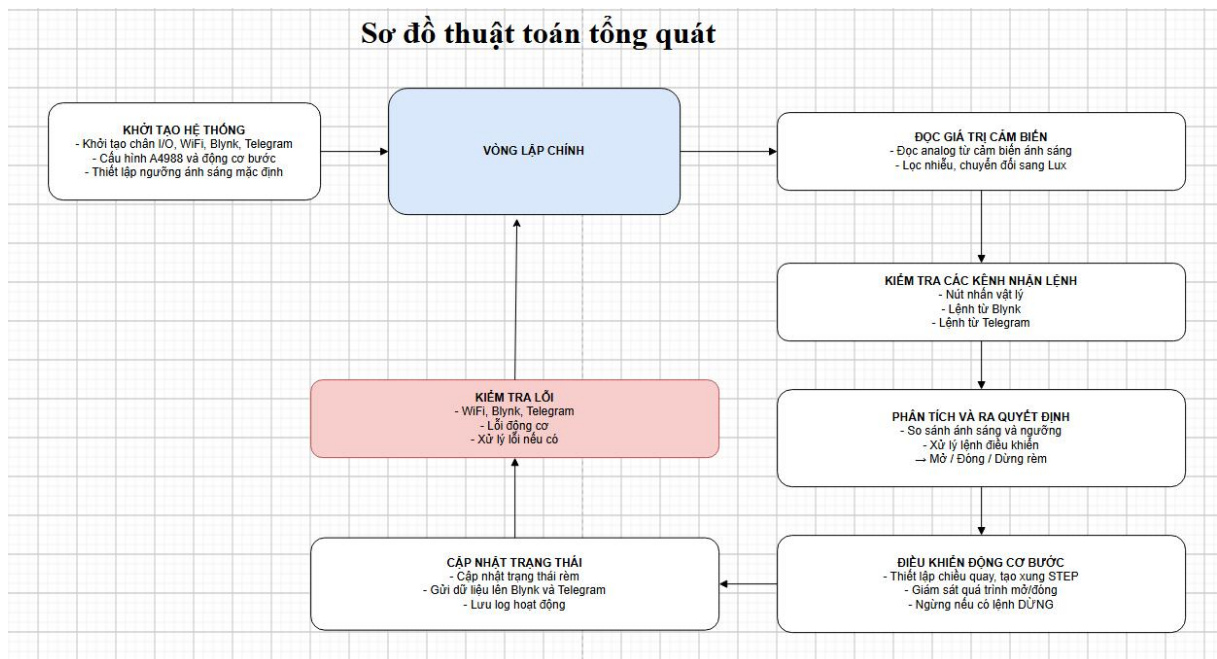 Sơ đồ thuật toán tổng quát
KHỞI TẠO HỆ THỐNG
- Khởi tạo chân I/O, WiFi, Blynk, Telegram
- Cấu hình A4988 và động cơ bước
- Thiết lập ngưỡng ánh sáng mặc định
VÒNG LẶP CHÍNH
ĐỌC GIÁ TRỊ CẢM BIẾN
- Đọc analog từ cảm biến ánh sáng
- Lọc nhiễu, chuyển đổi sang Lux
KIỂM TRA CÁC KÊNH NHẬN LỆNH
- Nút nhấn vật lý
- Lệnh từ Blynk
- Lệnh từ Telegram
PHÂN TÍCH VÀ RA QUYẾT ĐỊNH
- So sánh ánh sáng và ngưỡng
- Xử lý lệnh điều khiển
→ Mở / Đóng / Dừng rèm
ĐIỀU KHIỂN ĐỘNG CƠ BƯỚC
- Thiết lập chiều quay, tạo xung STEP
- Giám sát quá trình mở/đóng
- Ngừng nếu có lệnh DỪNG
CẬP NHẬT TRẠNG THÁI
- Cập nhật trạng thái rèm
- Gửi dữ liệu lên Blynk và Telegram
- Lưu log hoạt động
KIỂM TRA LỖI
- WiFi, Blynk, Telegram
- Lỗi động cơ
- Xử lý lỗi nếu có